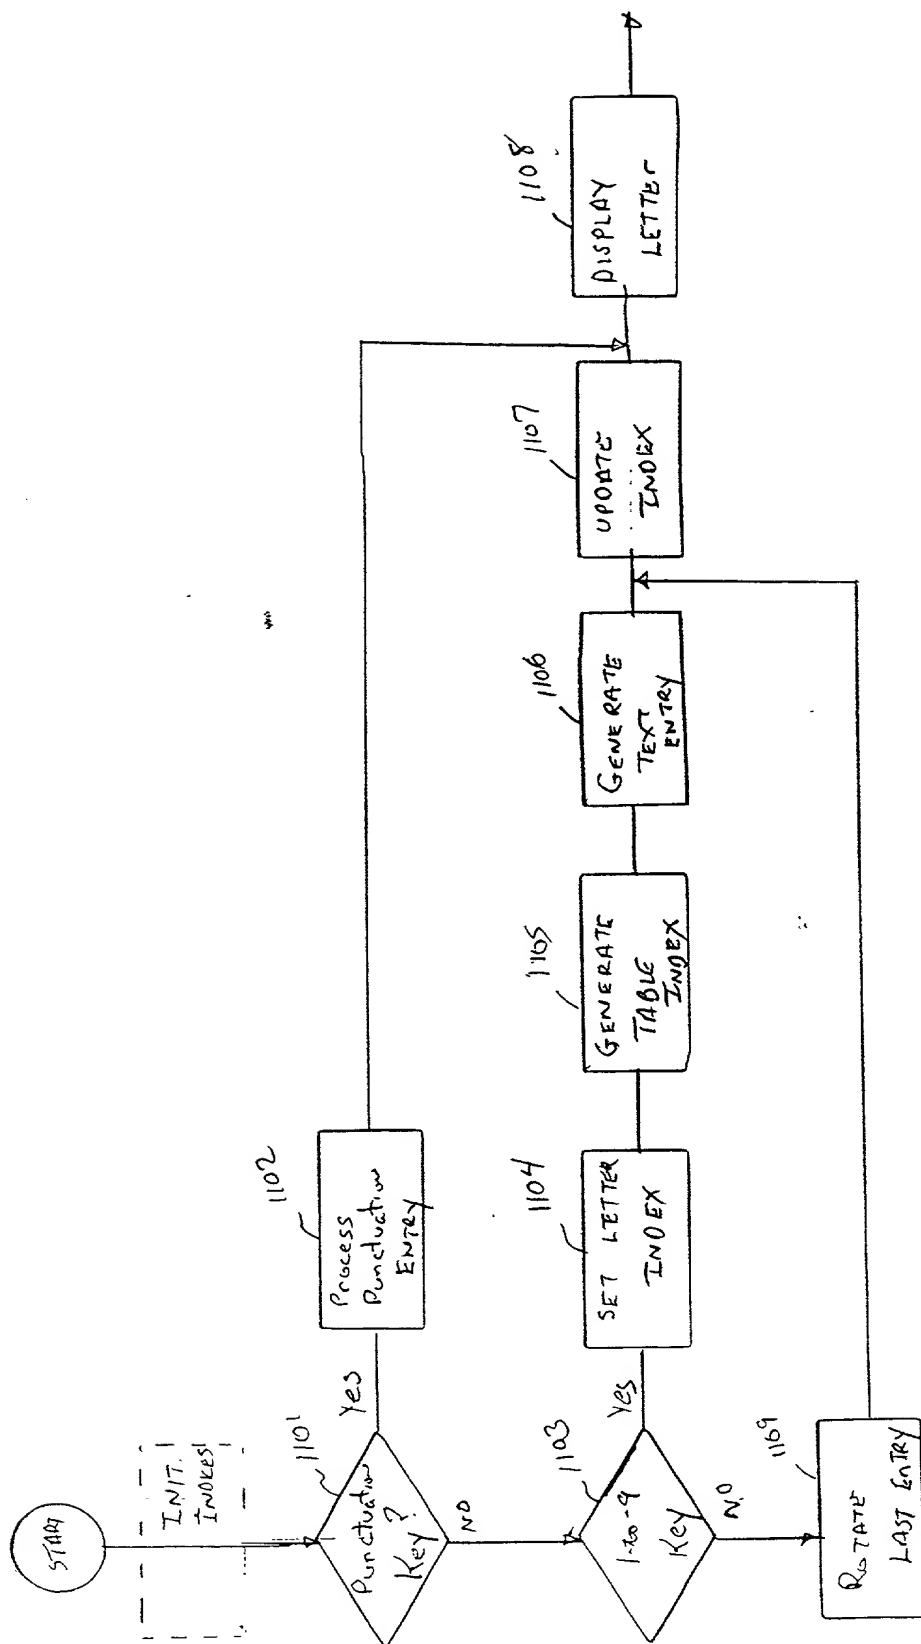 START
INIT.
INDKES
1101
Punctuation
Key?
Yes
NO
1102
Process
Punctuation
ENTRY
1103
1-to-9
Key
Yes
NO
1104
SET LETTER
INDEX
1105
GENERATE
TABLE
INDEX
1106
GENERATE
TEXT
ENTRY
1107
UPDATE
INDEX
1108
DISPLAY
LETTER
1109
ROTATE
LAST ENTRY